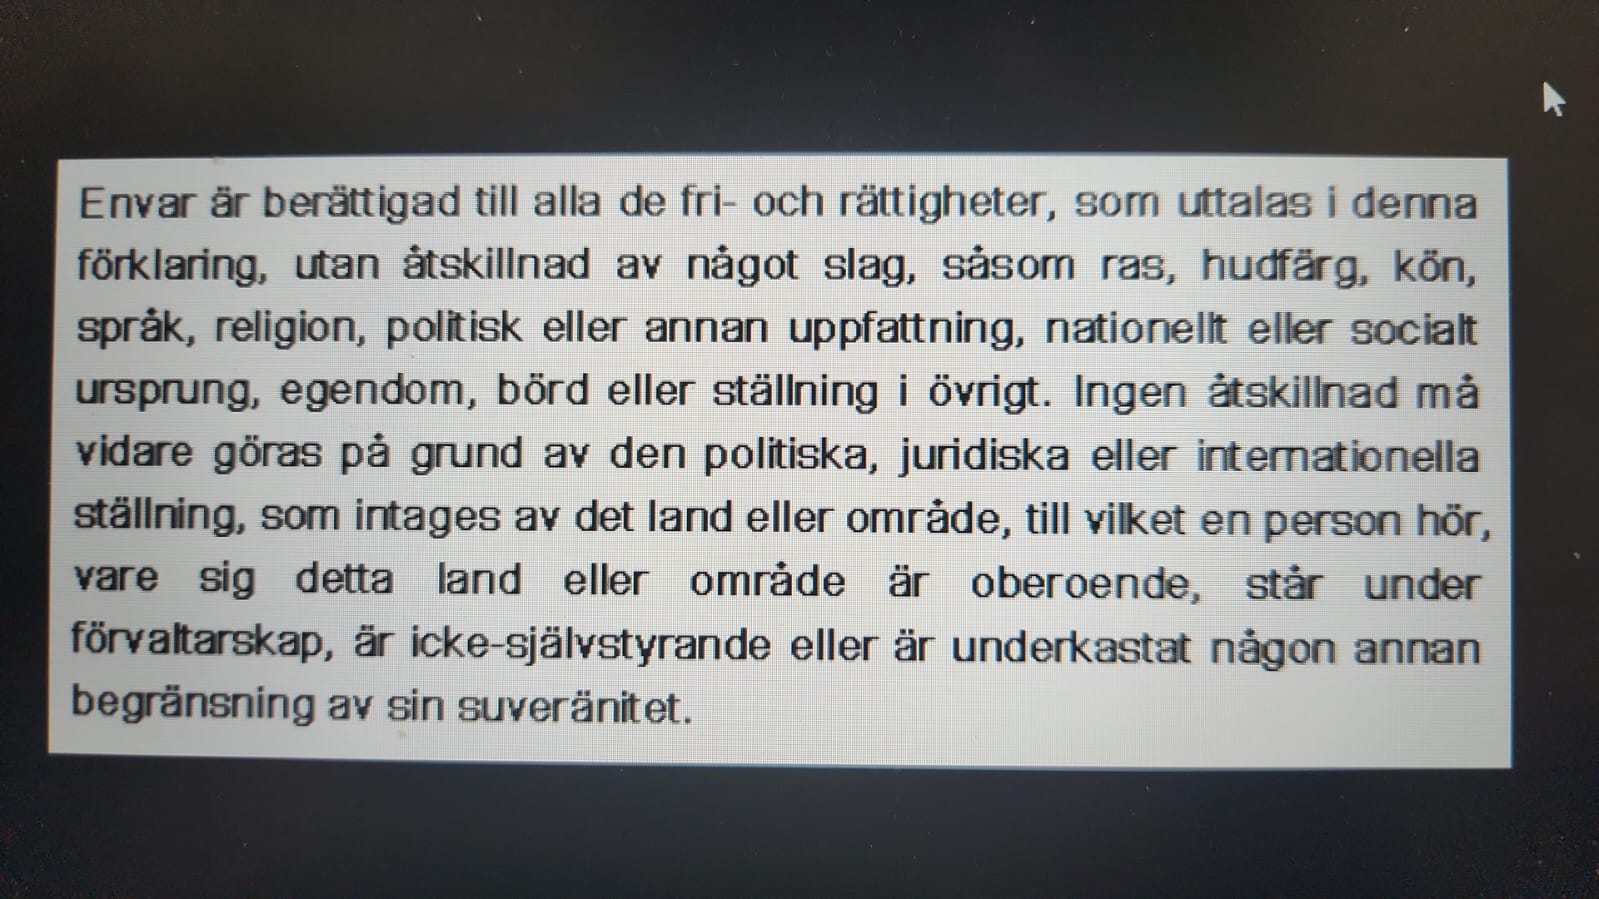 Envar är berättigad till alla de fri- och rättigheter, som uttalas i denna
förklaring, utan åtskillnad av något slag, såsom ras, hudfärg, kön,
språk, religion, politisk eller annan uppfattning, nationellt eller socialt
ursprung, egendom, börd eller ställning i övrigt. Ingen åtskillnad må
vidare göras på grund av den politiska, juridiska eller internationella
ställning, som intages av det land eller område, till vilket en person hör,
vare sig detta land eller område är oberoende, står under
förvaltarskap, är icke-självstyrande eller är underkastat någon annan
begränsning av sin suveränitet.